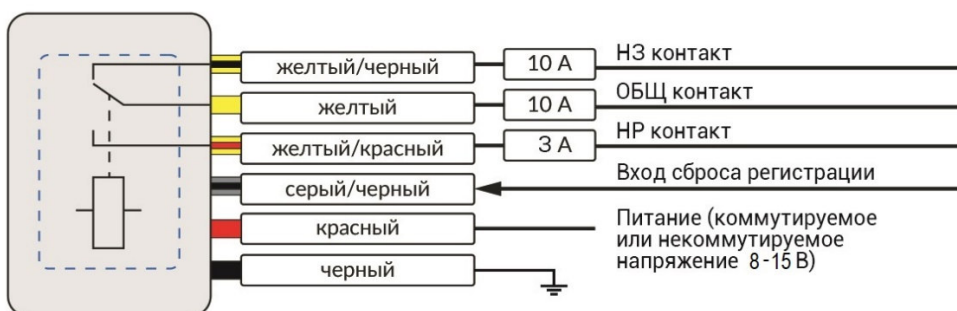 желтый/черный 10 А НЗ контакт
желтый 10 А ОБЩ контакт
желтый/красный 3 А НР контакт
серый/черный Вход сброса регистрации
красный Питание (коммутируемое
или некоммутируемое
напряжение 8-15 В)
черный